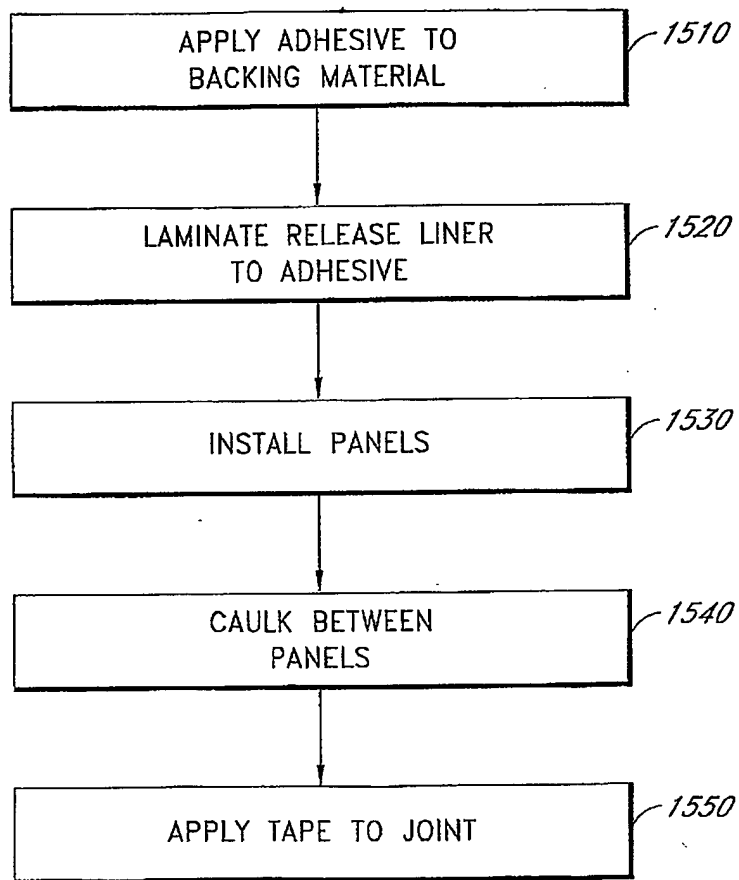 APPLY ADHESIVE TO
BACKING MATERIAL
1510
LAMINATE RELEASE LINER
TO ADHESIVE
1520
INSTALL PANELS
1530
CAULK BETWEEN
PANELS
1540
APPLY TAPE TO JOINT
1550